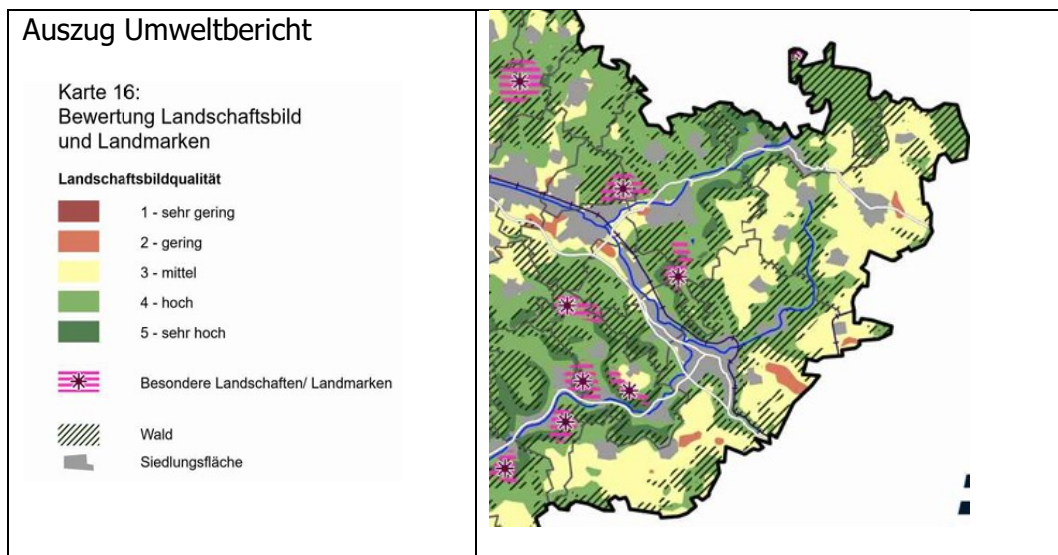 Auszug Umweltbericht
Karte 16:
Bewertung Landschaftsbild
und Landmarken
Landschaftsbildqualität
1 - sehr gering
2 - gering
3 - mittel
4 - hoch
5 - sehr hoch
Besondere Landschaften/ Landmarken
Wald
Siedlungsfläche